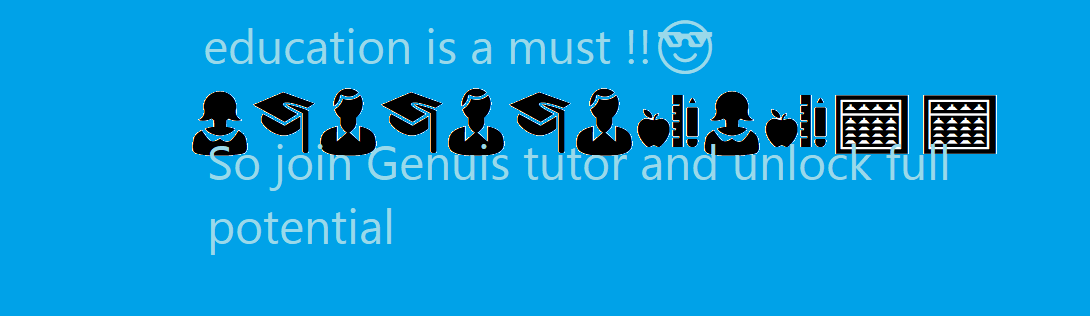 education is a must !!😎
So join Genuis tutor and unlock full
potential